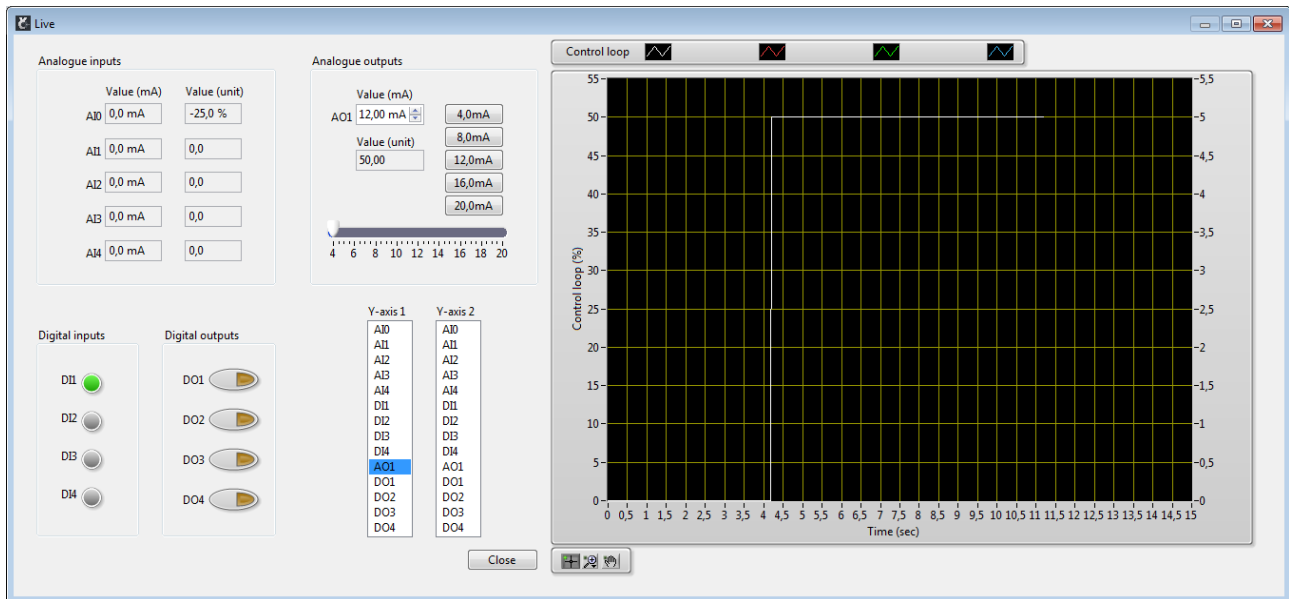 Live
Analogue inputs
Value (mA) Value (unit)
AI0 0,0 mA -25,0 %
AI1 0,0 mA 0,0
AI2 0,0 mA 0,0
AI3 0,0 mA 0,0
AI4 0,0 mA 0,0
Analogue outputs
Value (mA)
AO1 12,00 mA
Value (unit)
50,00
4,0mA
8,0mA
12,0mA
16,0mA
20,0mA
4 6 8 10 12 14 16 18 20
Digital inputs
DI1
DI2
DI3
DI4
Digital outputs
DO1
DO2
DO3
DO4
Y-axis 1
AI0
AI1
AI2
AI3
AI4
DI1
DI2
DI3
DI4
AO1
DO1
DO2
DO3
DO4
Y-axis 2
AI0
AI1
AI2
AI3
AI4
DI1
DI2
DI3
DI4
AO1
DO1
DO2
DO3
DO4
Close
Control loop
Control loop (%)
55
50
45
40
35
30
25
20
15
10
5
0
5,5
5
4,5
4
3,5
3
2,5
2
1,5
1
0,5
0
0 0,5 1 1,5 2 2,5 3 3,5 4 4,5 5 5,5 6 6,5 7 7,5 8 8,5 9 9,5 10 10,5 11 11,5 12 12,5 13 13,5 14 14,5 15
Time (sec)